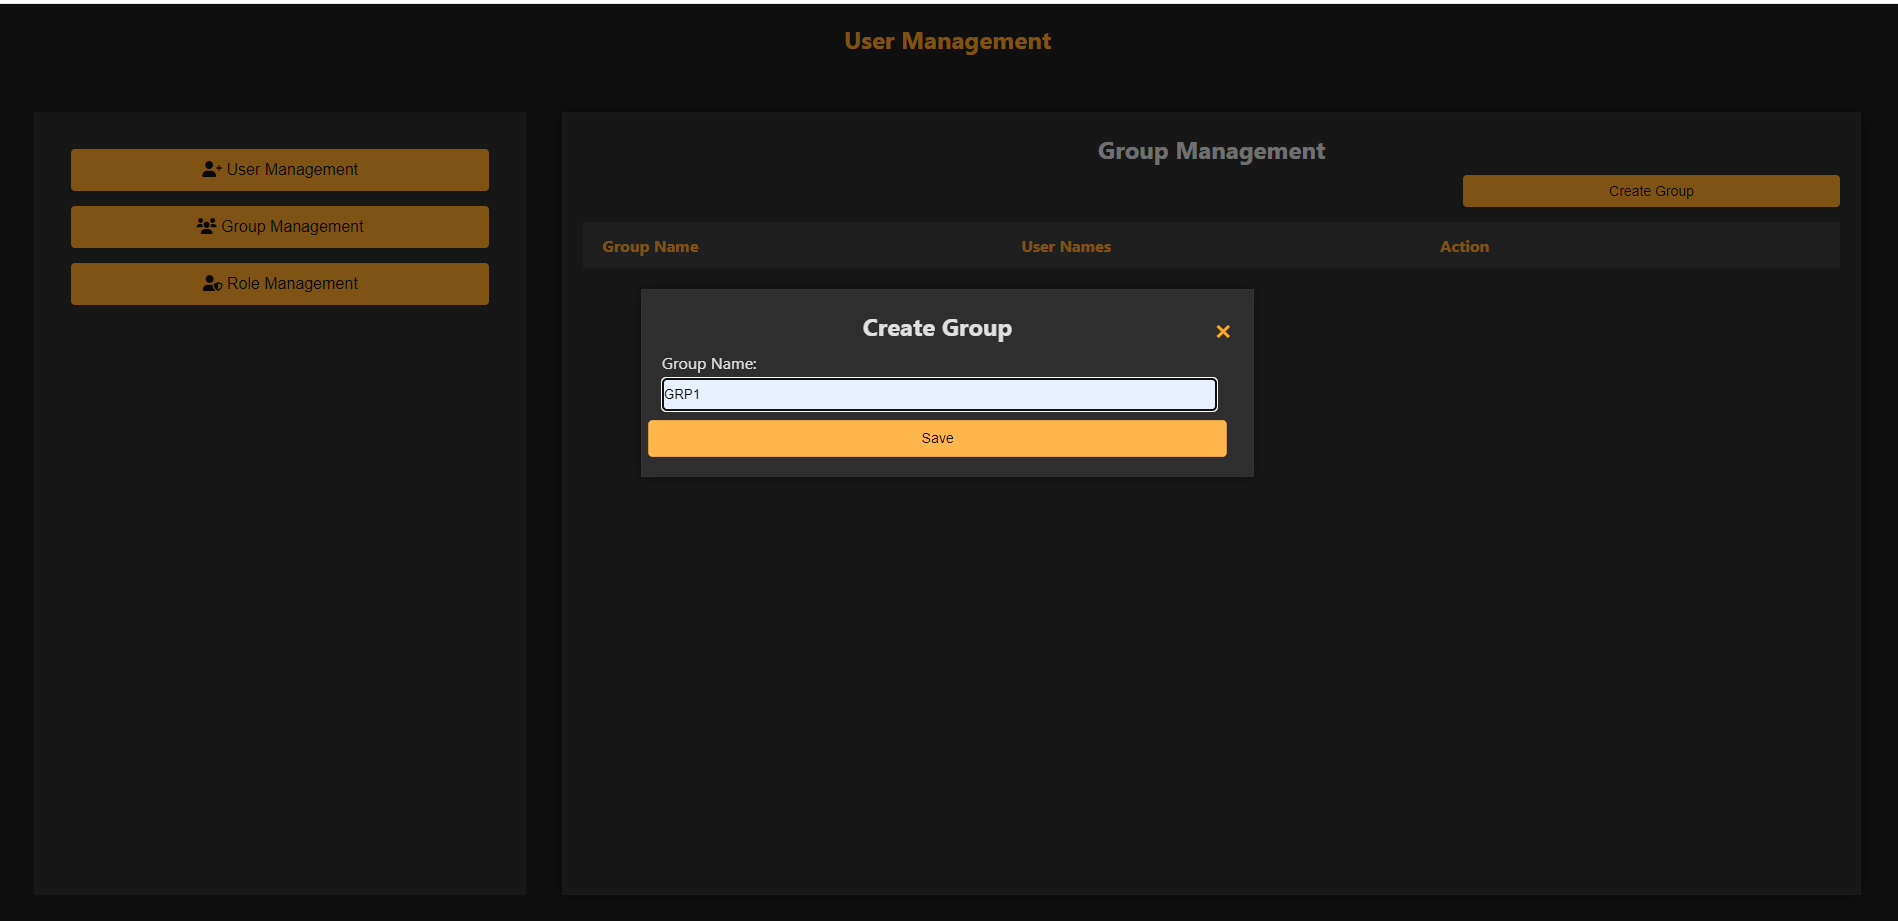 User Management
User Management
Group Management
Role Management
Group Management
Create Group
Group Name User Names Action
Create Group
Group Name:
GRP1
Save